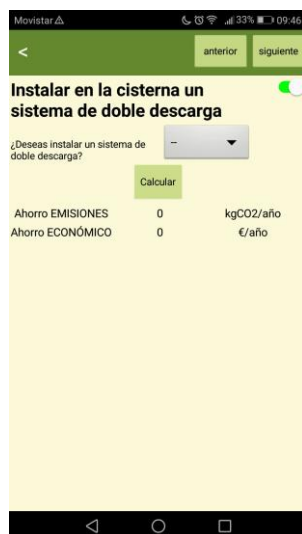 Movistar 33% 09:46
< anterior siguiente
Instalar en la cisterna un
sistema de doble descarga
¿Deseas instalar un sistema de
doble descarga?
--
Calcular
Ahorro EMISIONES 0 kgCO2/año
Ahorro ECONÓMICO 0 €/año